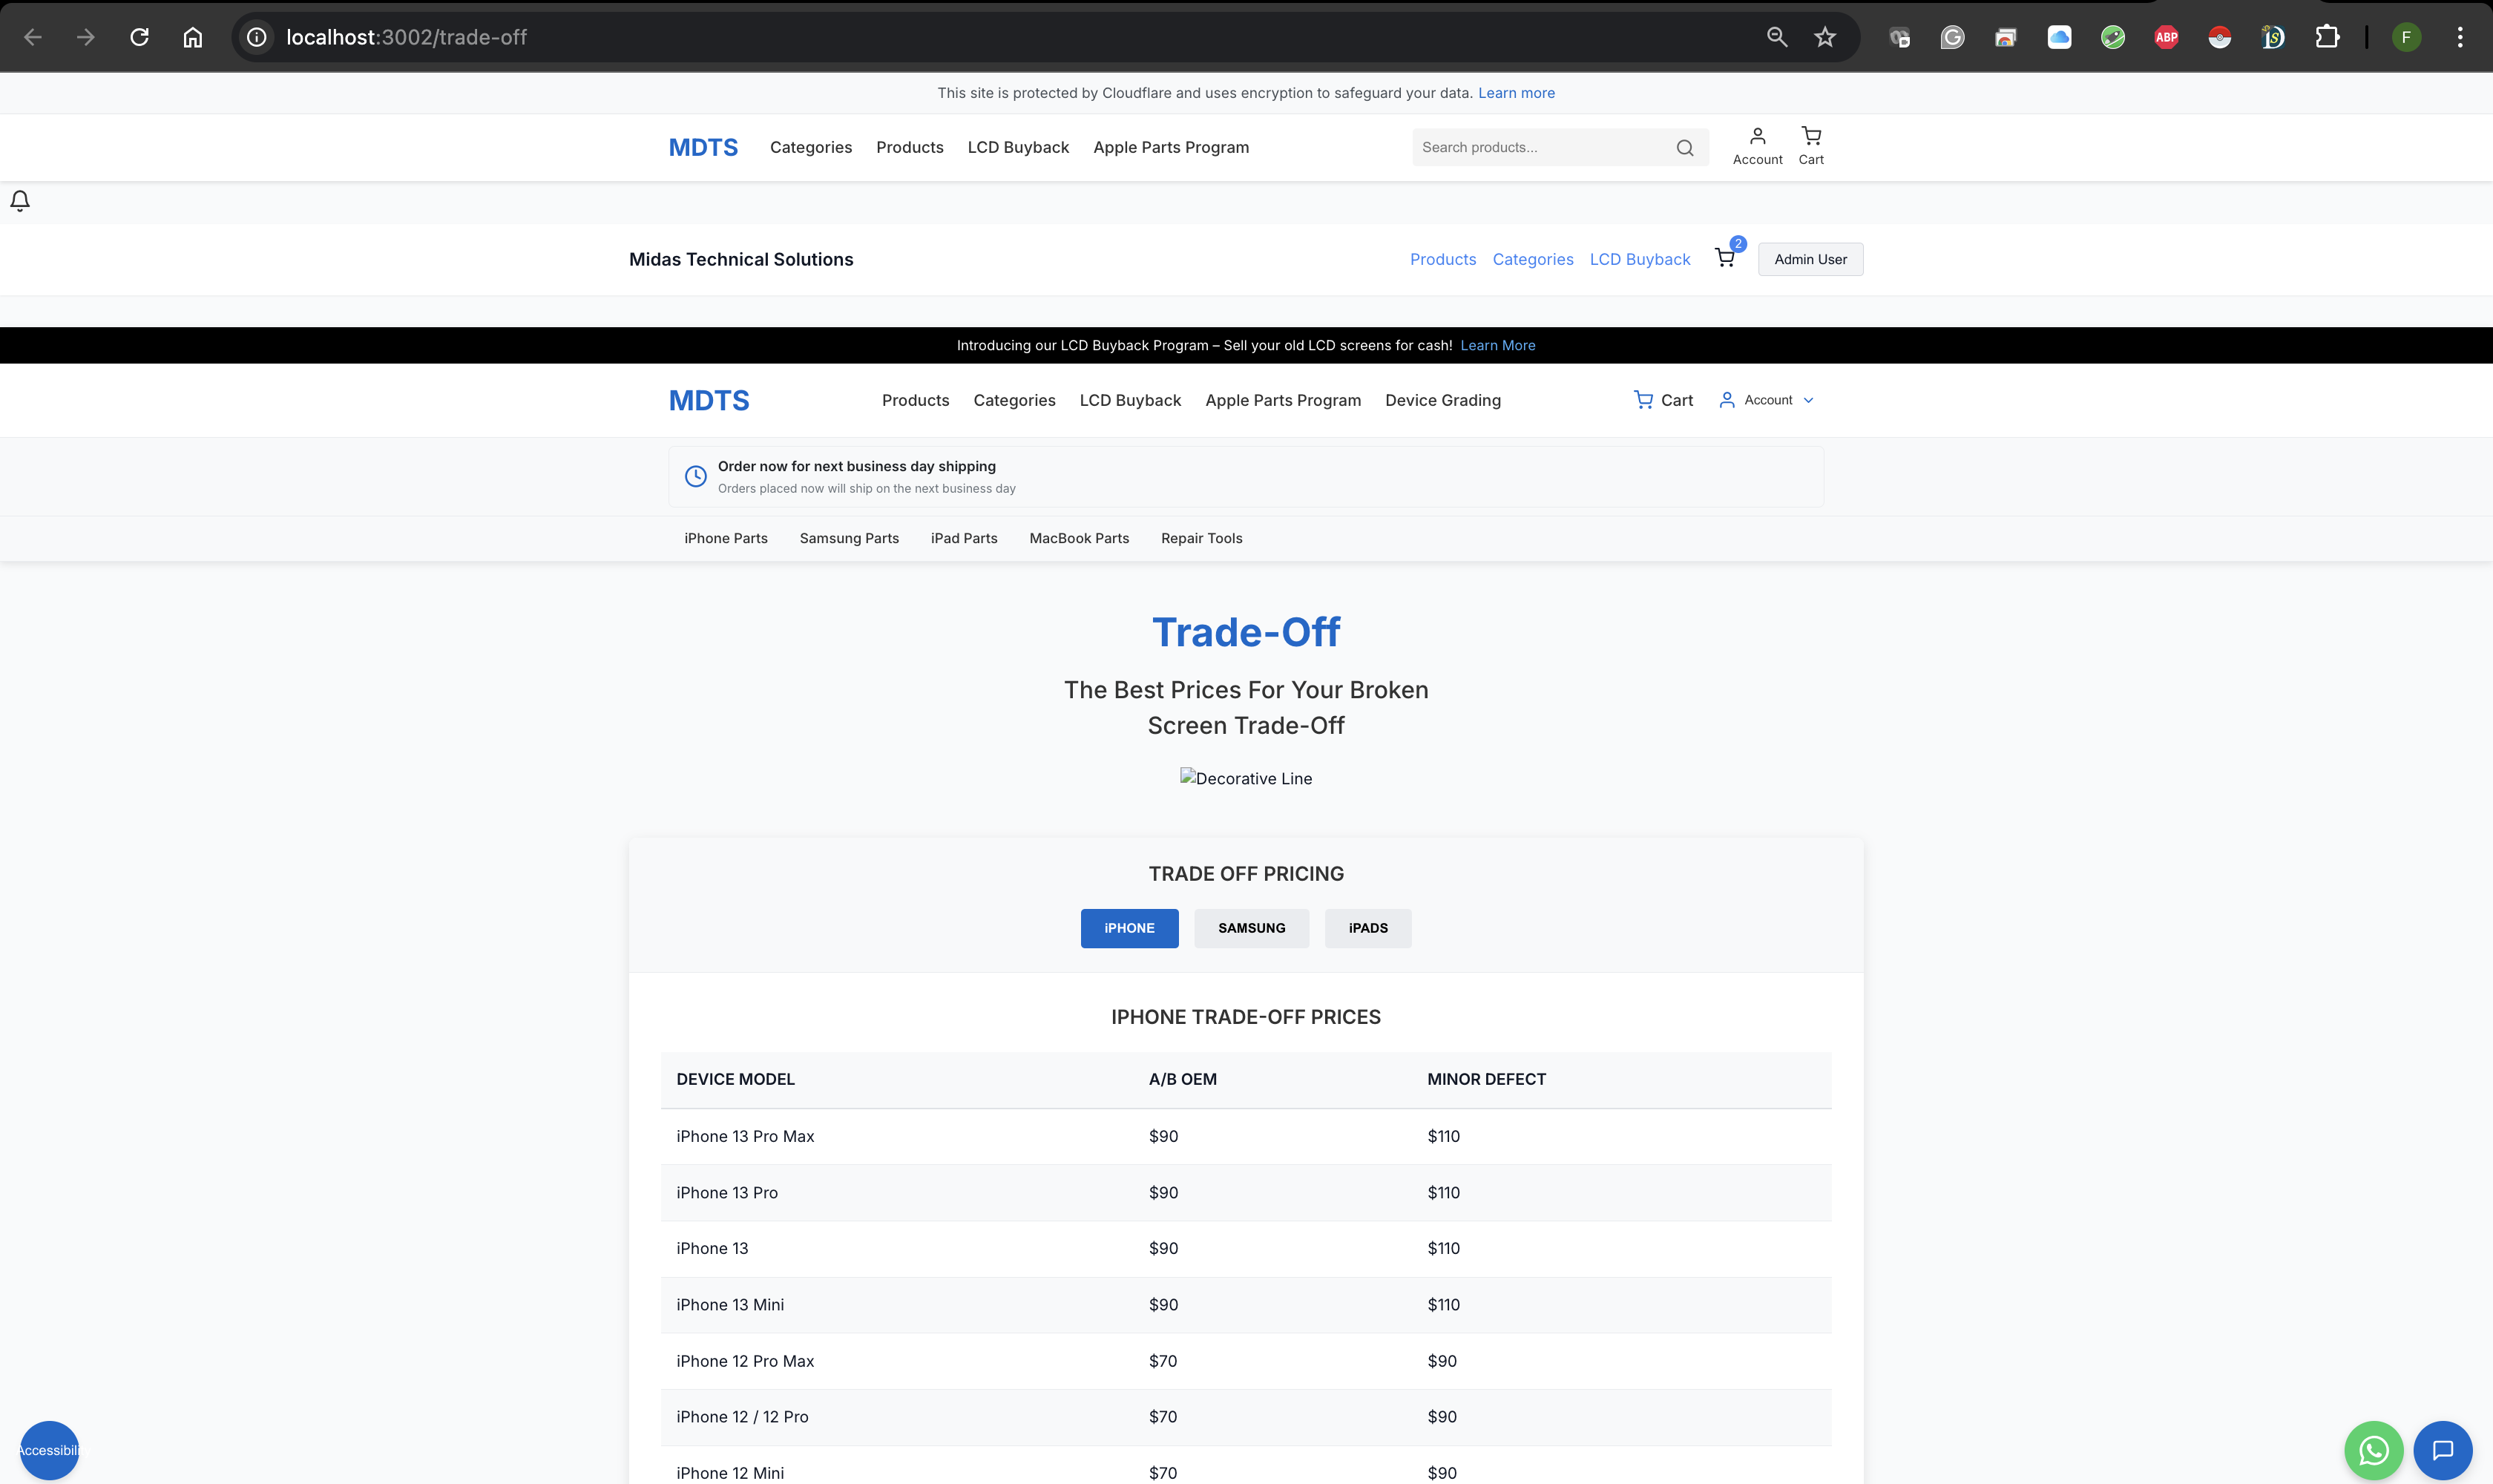 localhost:3002/trade-off
ABP
F
This site is protected by Cloudflare and uses encryption to safeguard your data. Learn more
MDTS Categories Products LCD Buyback Apple Parts Program Search products... Account Cart
Midas Technical Solutions Products Categories LCD Buyback 2 Admin User
Introducing our LCD Buyback Program – Sell your old LCD screens for cash! Learn More
MDTS Products Categories LCD Buyback Apple Parts Program Device Grading Cart Account
Order now for next business day shipping
Orders placed now will ship on the next business day
iPhone Parts Samsung Parts iPad Parts MacBook Parts Repair Tools
Trade-Off
The Best Prices For Your Broken
Screen Trade-Off
Decorative Line
TRADE OFF PRICING
iPHONE SAMSUNG iPADS
IPHONE TRADE-OFF PRICES
DEVICE MODEL A/B OEM MINOR DEFECT
iPhone 13 Pro Max $90 $110
iPhone 13 Pro $90 $110
iPhone 13 $90 $110
iPhone 13 Mini $90 $110
iPhone 12 Pro Max $70 $90
iPhone 12 / 12 Pro $70 $90
iPhone 12 Mini $70 $90
Accessibili